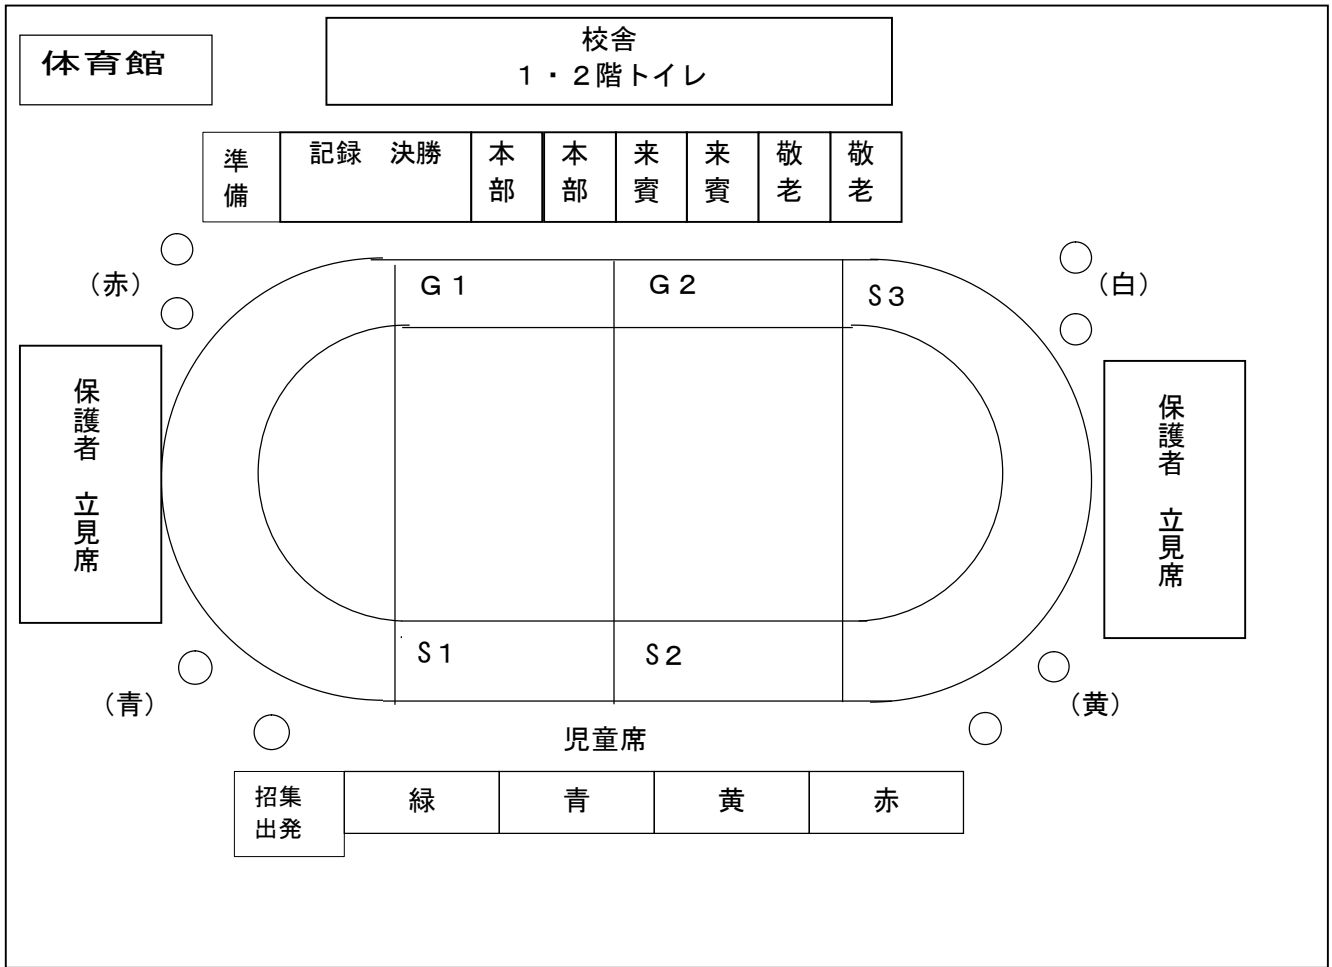 体育館
校舎
１・２階トイレ
準備
記録　決勝
本部
本部
来賓
来賓
敬老
敬老
（赤）
（白）
Ｇ１
Ｇ２
Ｓ３
保護者　立見席
保護者　立見席
Ｓ１
Ｓ２
（青）
（黄）
児童席
招集
出発
緑
青
黄
赤